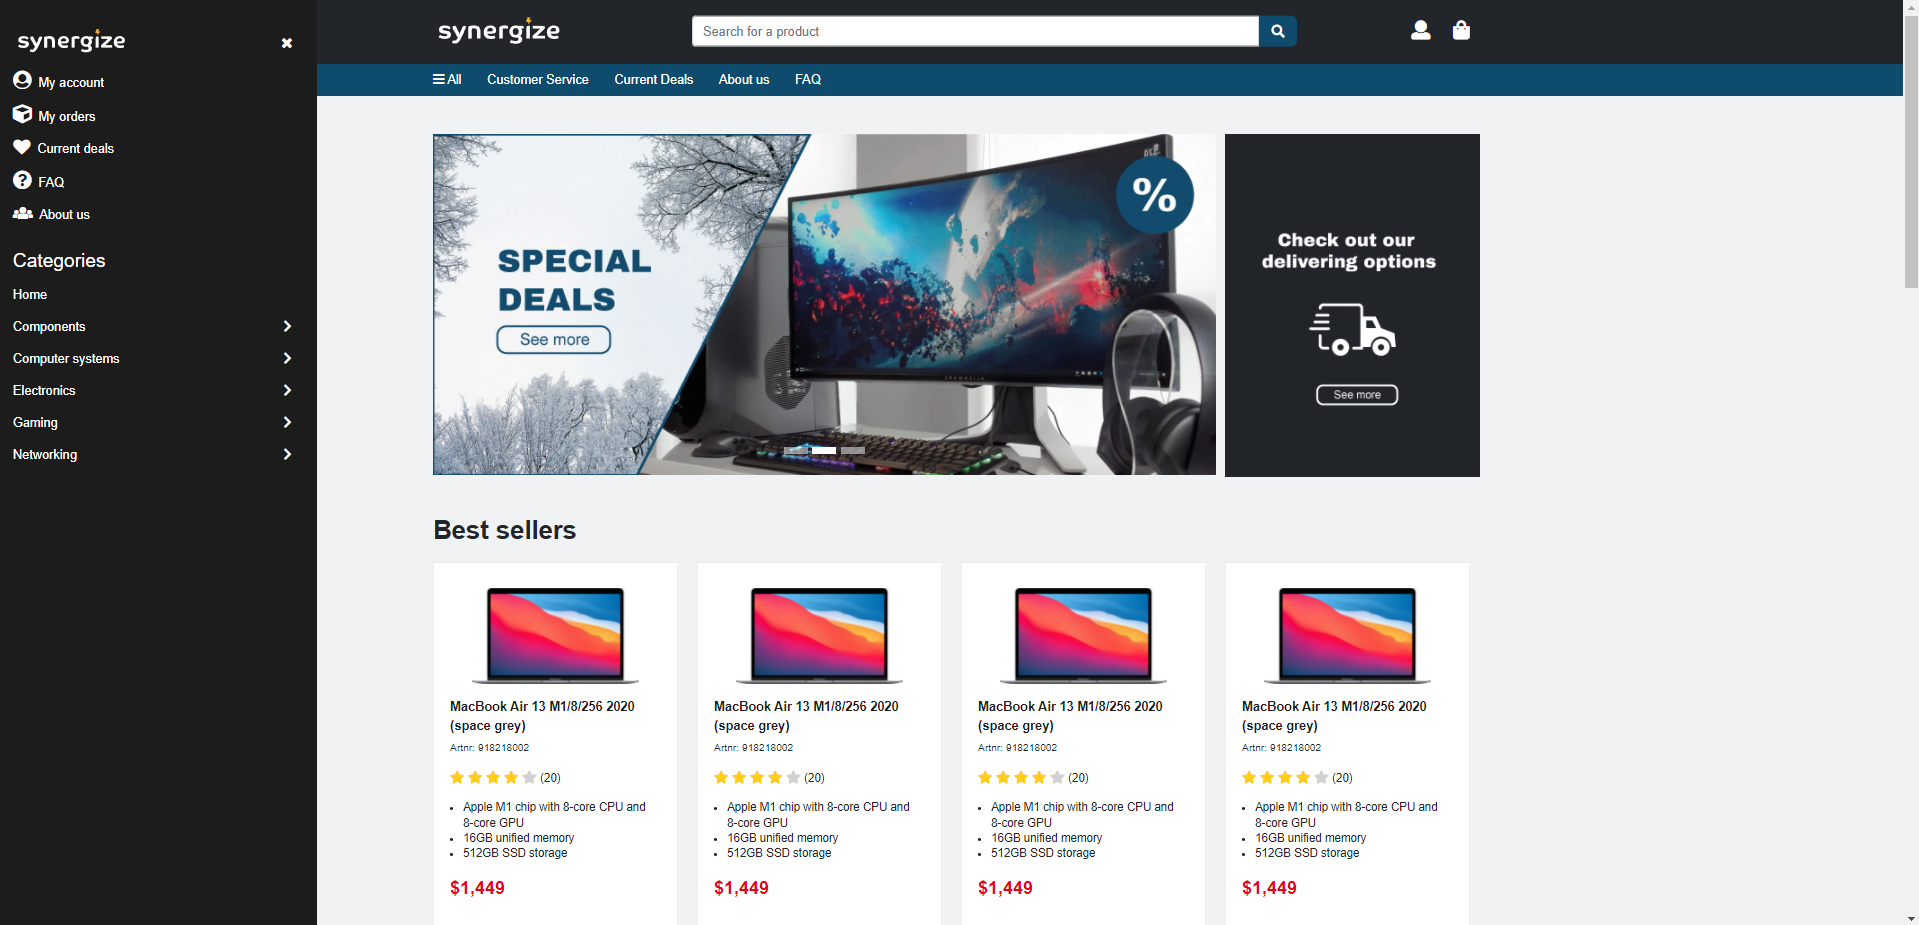 synergize
My account
My orders
Current deals
FAQ
About us
Categories
Home
Components
Computer systems
Electronics
Gaming
Networking
synergize
Search for a product
All
Customer Service
Current Deals
About us
FAQ
SPECIAL
DEALS
See more
%
Check out our
delivering options
See more
Best sellers
MacBook Air 13 M1/8/256 2020
(space grey)
Artnr: 918218002
(20)
Apple M1 chip with 8-core CPU and
8-core GPU
16GB unified memory
512GB SSD storage
$1,449
MacBook Air 13 M1/8/256 2020
(space grey)
Artnr: 918218002
(20)
Apple M1 chip with 8-core CPU and
8-core GPU
16GB unified memory
512GB SSD storage
$1,449
MacBook Air 13 M1/8/256 2020
(space grey)
Artnr: 918218002
(20)
Apple M1 chip with 8-core CPU and
8-core GPU
16GB unified memory
512GB SSD storage
$1,449
MacBook Air 13 M1/8/256 2020
(space grey)
Artnr: 918218002
(20)
Apple M1 chip with 8-core CPU and
8-core GPU
16GB unified memory
512GB SSD storage
$1,449